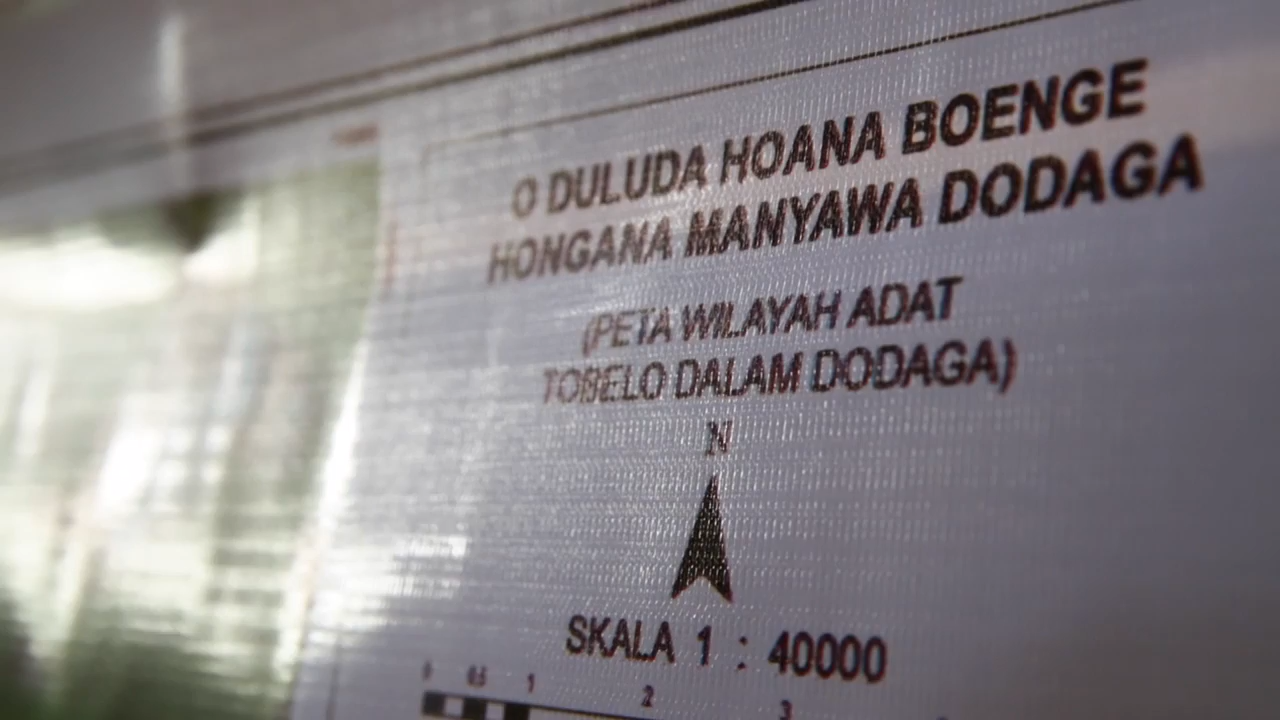 O DULUDA HOANA BOENGE
HONGANA MANYAWA DODAGA
(PETA WILAYAH ADAT
TOBELO DALAM DODAGA)
N
SKALA 1 : 40000
0.5 1 2 3